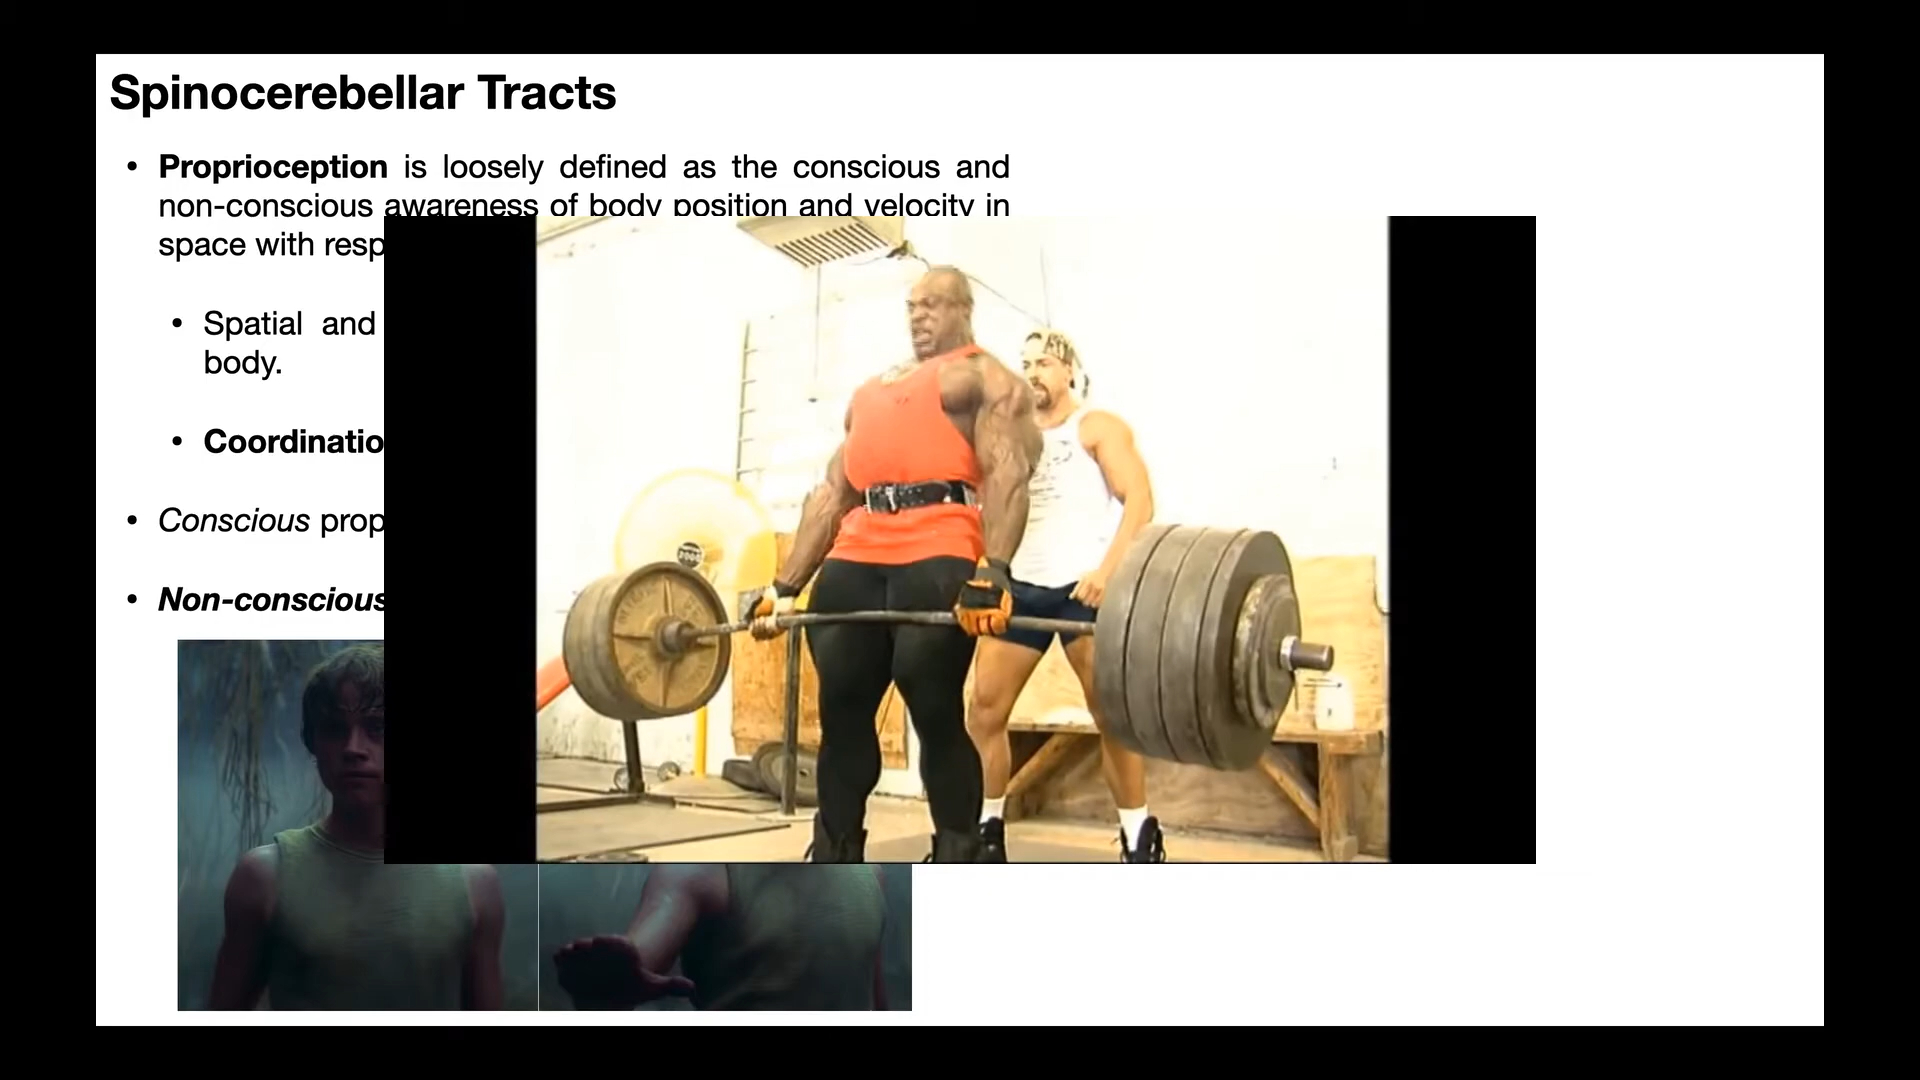 Spinocerebellar Tracts
• Proprioception is loosely defined as the conscious and
non-conscious awareness of body position and velocity in
space with resp
• Spatial and
body.
• Coordinatio
• Conscious prop
• Non-conscious